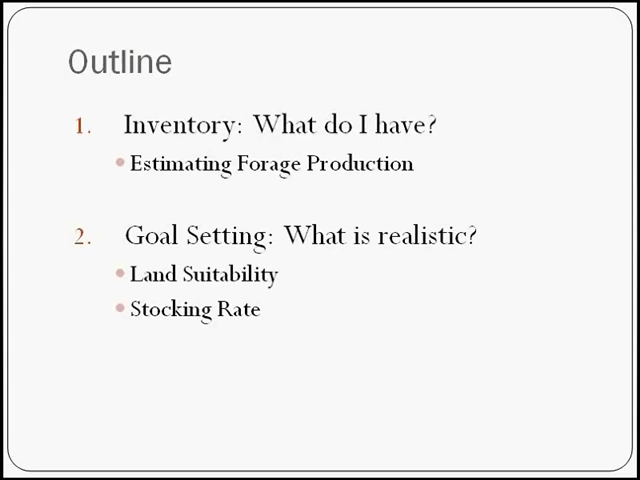 Outline
1. Inventory: What do I have?
• Estimating Forage Production
2. Goal Setting: What is realistic?
• Land Suitability
• Stocking Rate